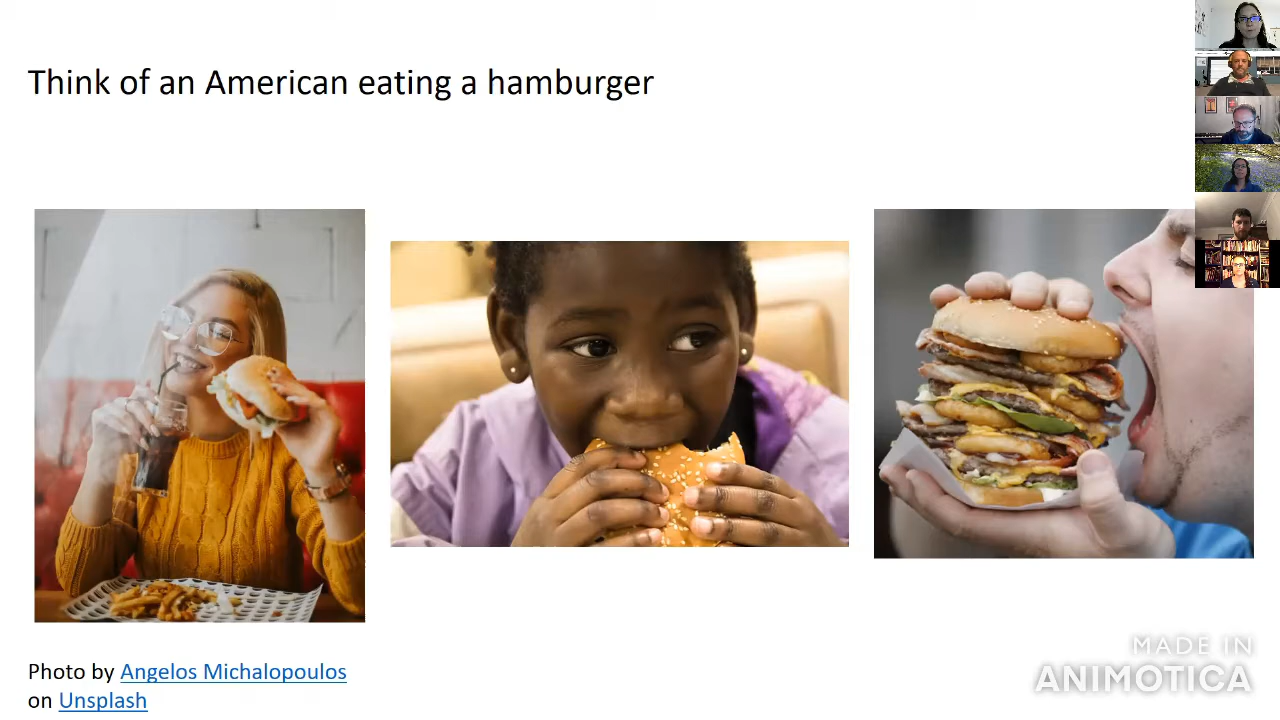 Think of an American eating a hamburger
Photo by Angelos Michalopoulos
on Unsplash
MADE IN
ANIMOTICA